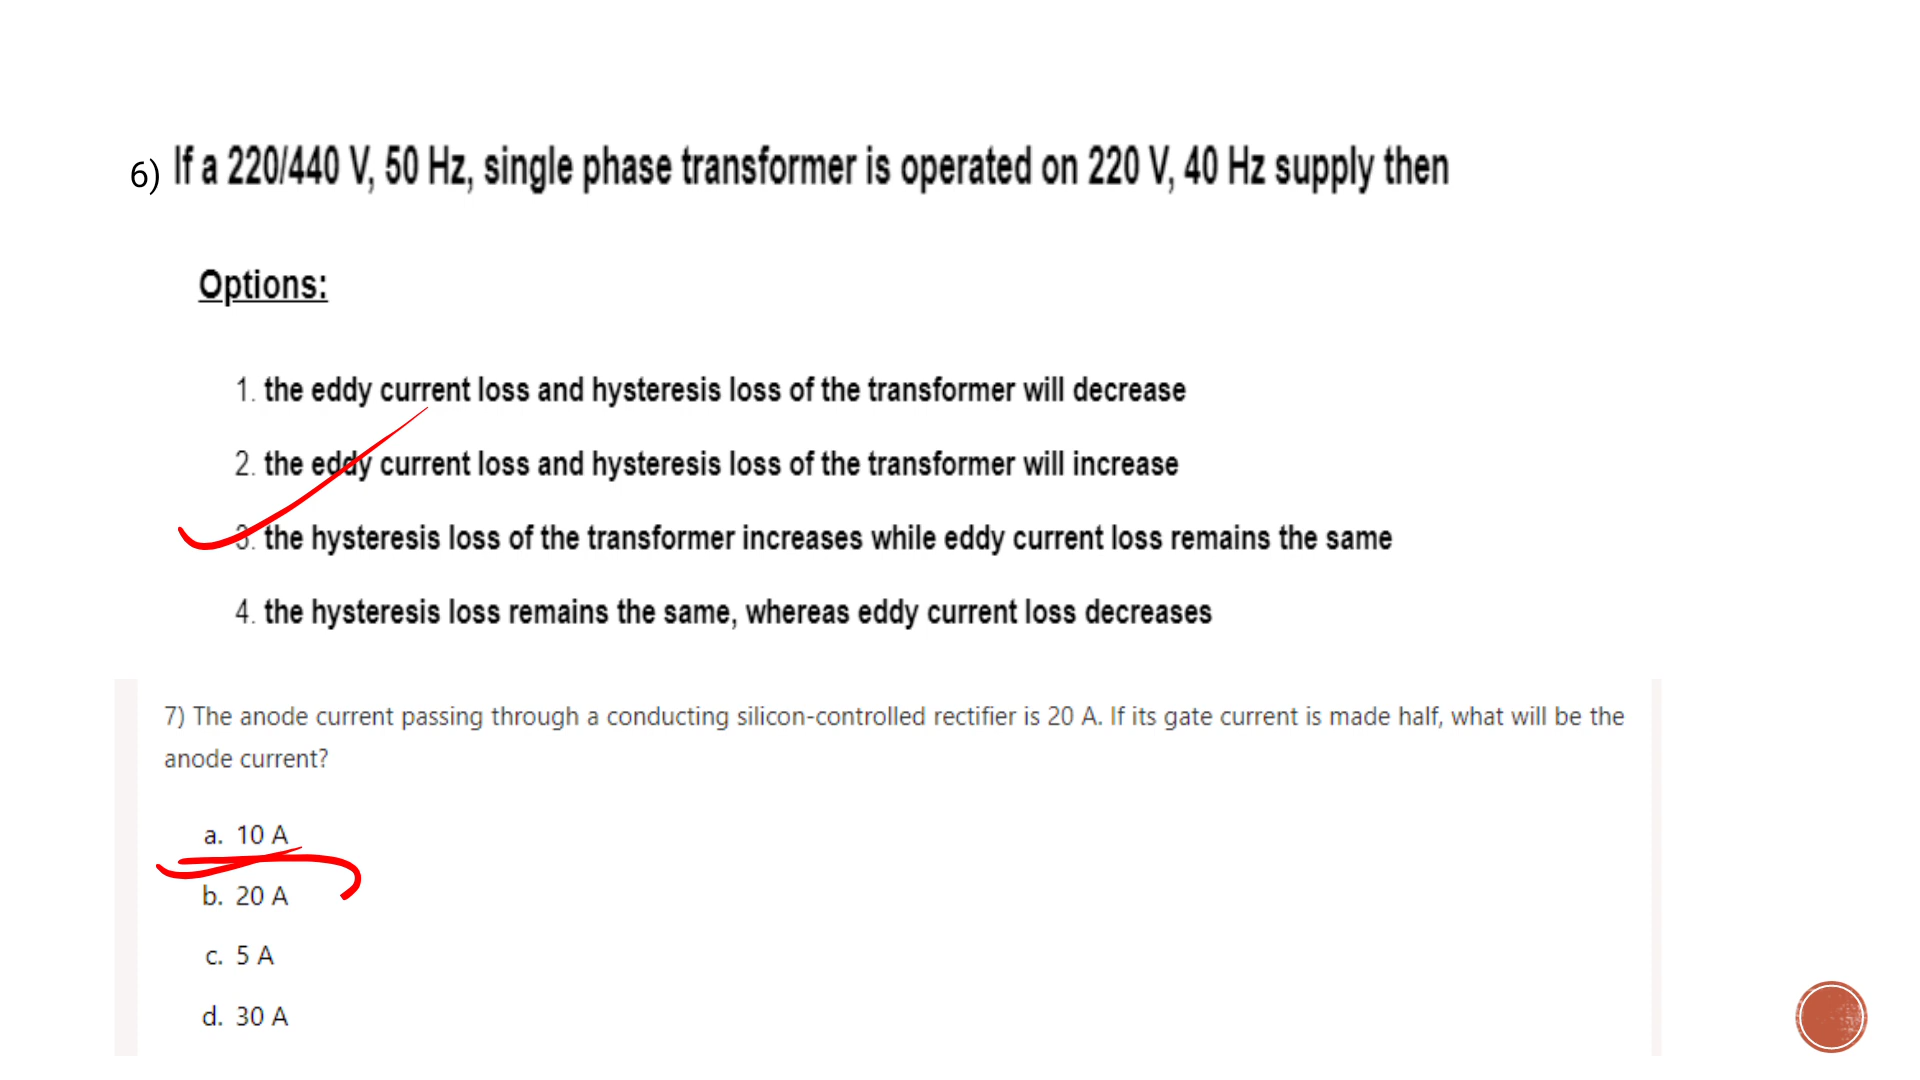 6) If a 220/440 V, 50 Hz, single phase transformer is operated on 220 V, 40 Hz supply then
Options:
1. the eddy current loss and hysteresis loss of the transformer will decrease
2. the eddy current loss and hysteresis loss of the transformer will increase
3. the hysteresis loss of the transformer increases while eddy current loss remains the same
4. the hysteresis loss remains the same, whereas eddy current loss decreases
7) The anode current passing through a conducting silicon-controlled rectifier is 20 A. If its gate current is made half, what will be the
anode current?
a. 10 A
b. 20 A
c. 5 A
d. 30 A